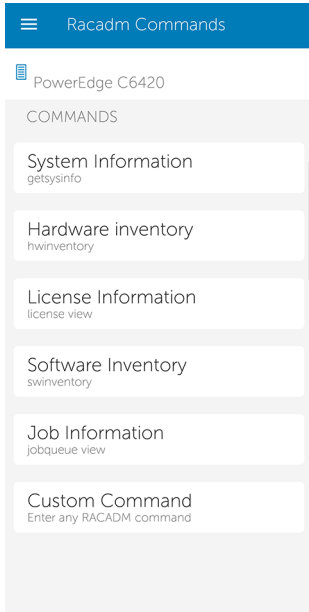 Racadm Commands
PowerEdge C6420
COMMANDS
System Information
getsysinfo
Hardware inventory
hwinventory
License Information
license view
Software Inventory
swinventory
Job Information
jobqueue view
Custom Command
Enter any RACADM command